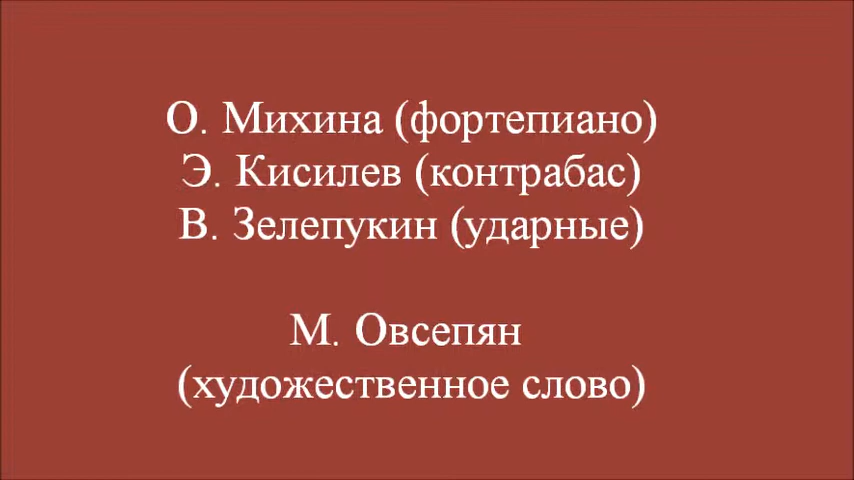 О. Михина (фортепиано)
Э. Кисилев (контрабас)
В. Зелепукин (ударные)
М. Овсепян
(художественное слово)